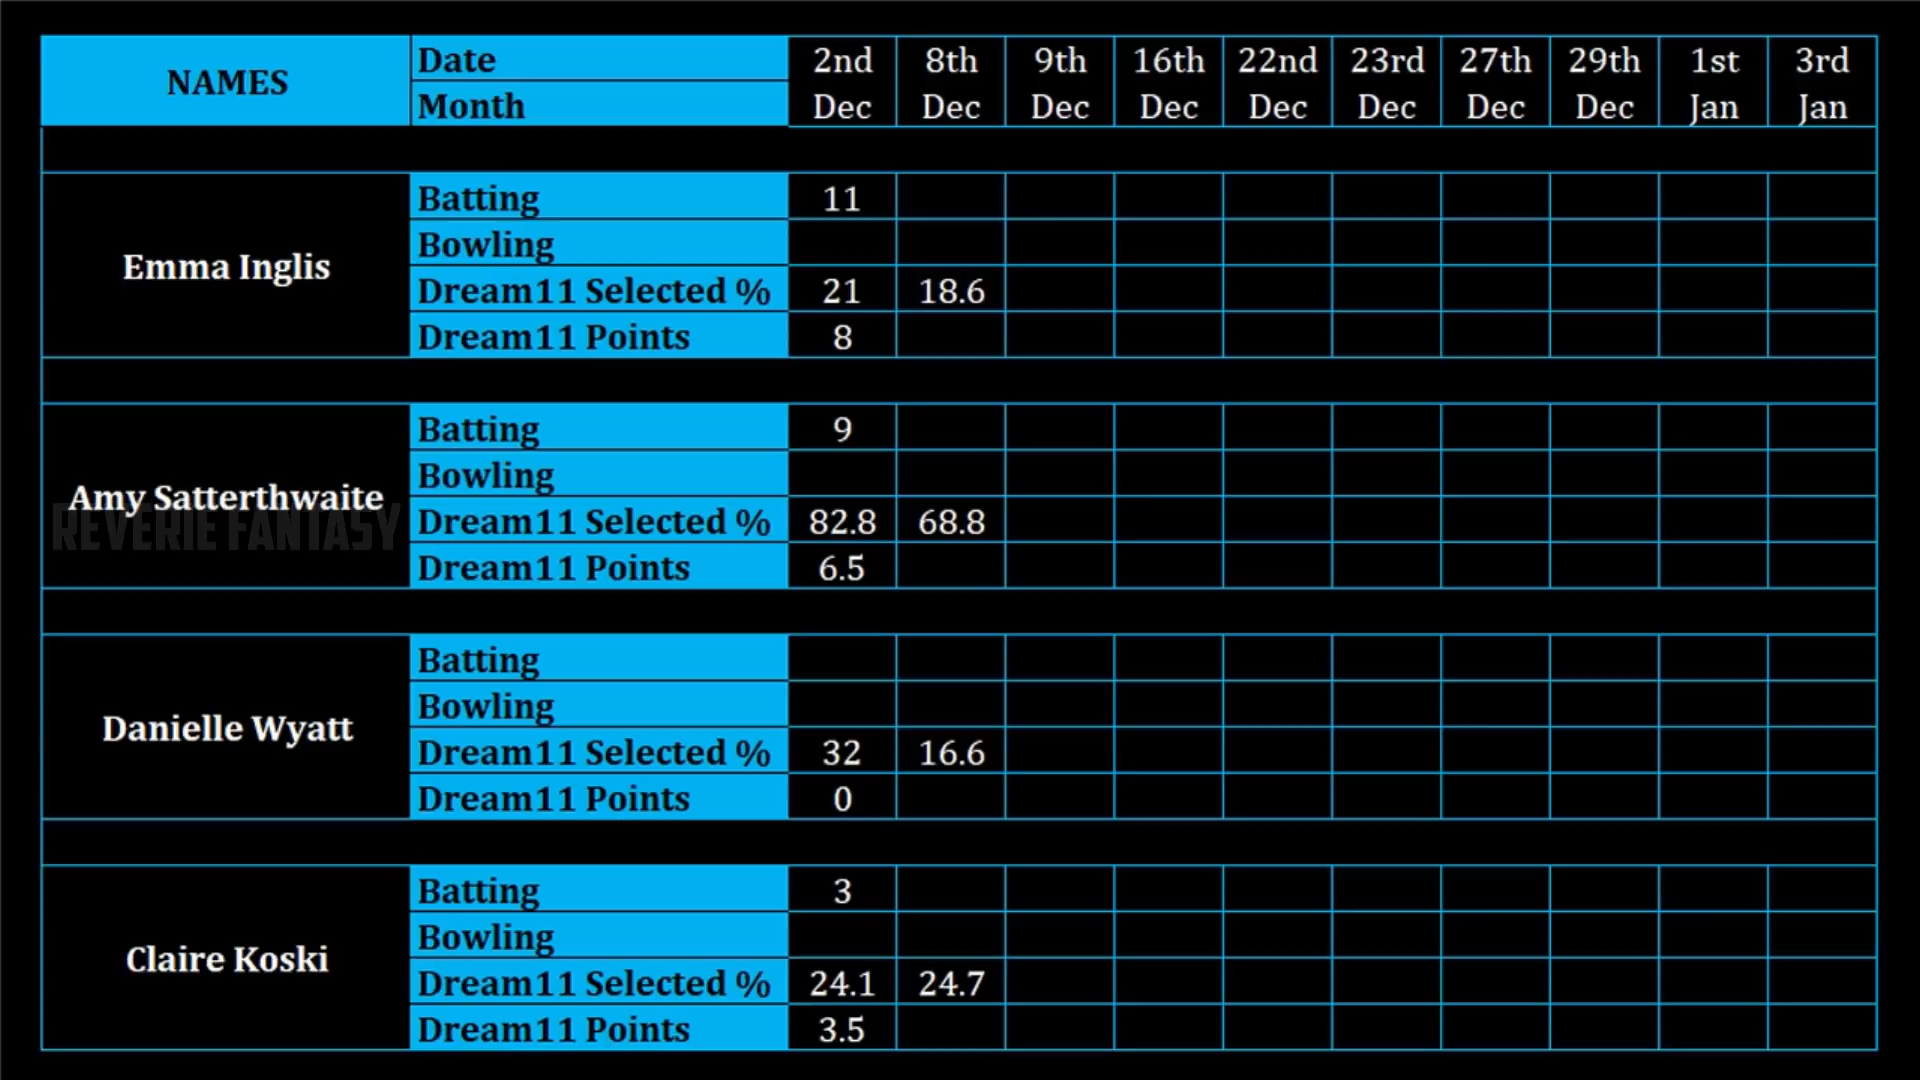 NAMES Date 2nd 8th 9th 16th 22nd 23rd 27th 29th 1st 3rd
Month Dec Dec Dec Dec Dec Dec Dec Dec Jan Jan
Emma Inglis
Batting 11
Bowling
Dream11 Selected % 21 18.6
Dream11 Points 8
Amy Satterthwaite
REVERIE FANTASY
Batting 9
Bowling
Dream11 Selected % 82.8 68.8
Dream11 Points 6.5
Danielle Wyatt
Batting
Bowling
Dream11 Selected % 32 16.6
Dream11 Points 0
Claire Koski
Batting 3
Bowling
Dream11 Selected % 24.1 24.7
Dream11 Points 3.5